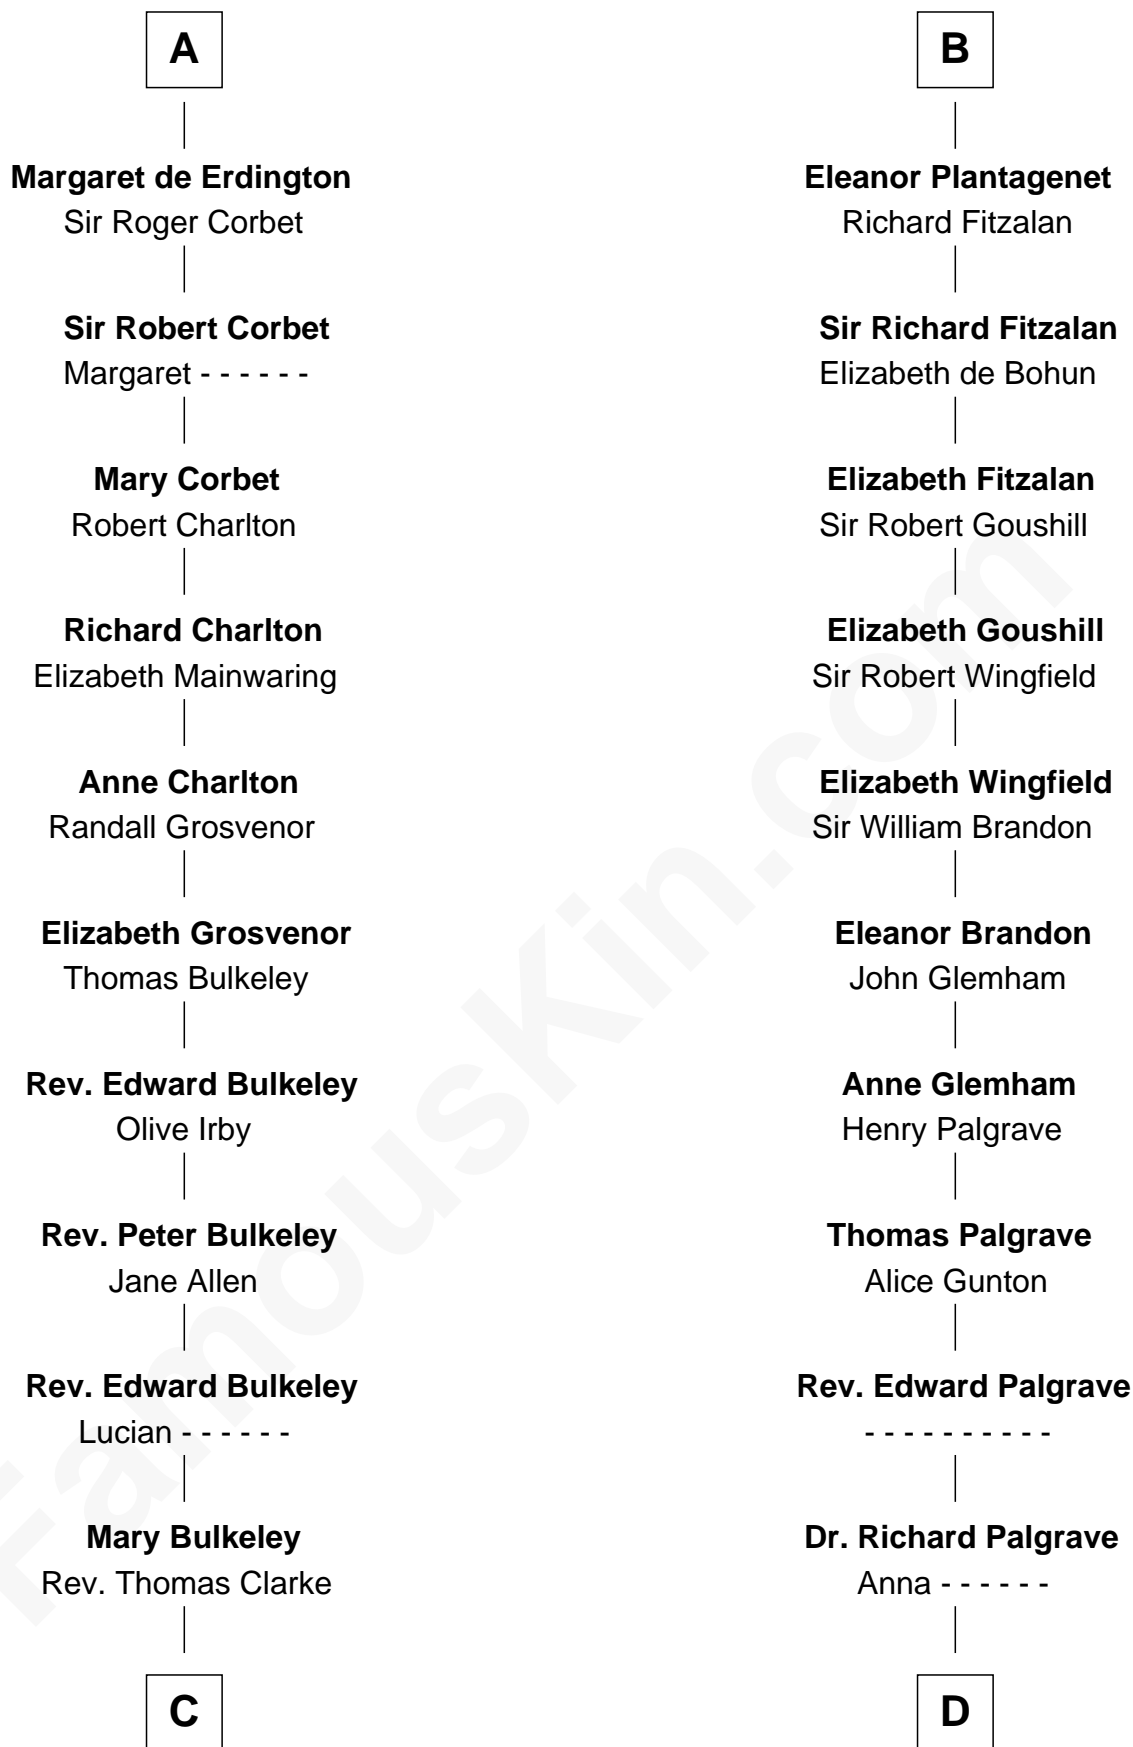 A
Margaret de Erdington
Sir Roger Corbet
Sir Robert Corbet
Margaret - - - - - -
Mary Corbet
Robert Charlton
Richard Charlton
Elizabeth Mainwaring
Anne Charlton
Randall Grosvenor
Elizabeth Grosvenor
Thomas Bulkeley
Rev. Edward Bulkeley
Olive Irby
Rev. Peter Bulkeley
Jane Allen
Rev. Edward Bulkeley
Lucian - - - - - -
Mary Bulkeley
Rev. Thomas Clarke
C
B
Eleanor Plantagenet
Richard Fitzalan
Sir Richard Fitzalan
Elizabeth de Bohun
Elizabeth Fitzalan
Sir Robert Goushill
Elizabeth Goushill
Sir Robert Wingfield
Elizabeth Wingfield
Sir William Brandon
Eleanor Brandon
John Glemham
Anne Glemham
Henry Palgrave
Thomas Palgrave
Alice Gunton
Rev. Edward Palgrave
- - - - - - - - - -
Dr. Richard Palgrave
Anna - - - - - -
D
FamousKin.com